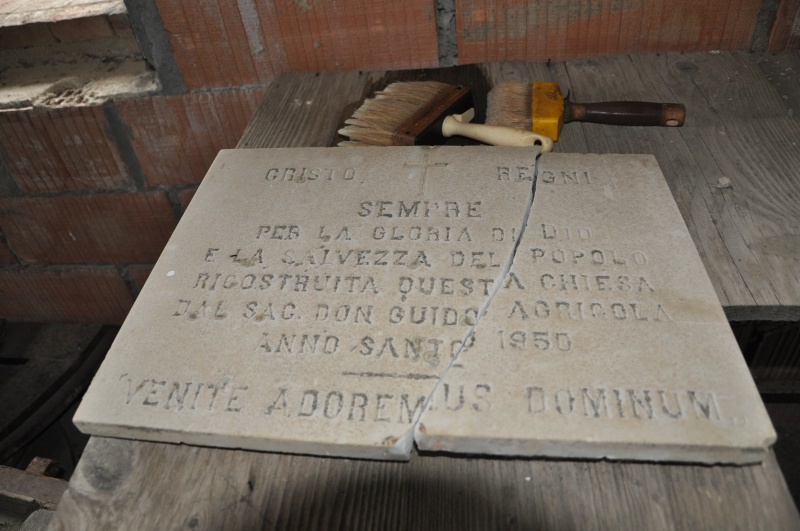 CRISTO REGNI
SEMPRE
PER LA GLORIA DI DIO
E LA SALVEZZA DEL POPOLO
RICOSTRUITA QUESTA CHIESA
DAL SAC. DON GUIDO AGRICOLA
ANNO SANTO 1950
"VENITE ADOREMUS DOMINUM"